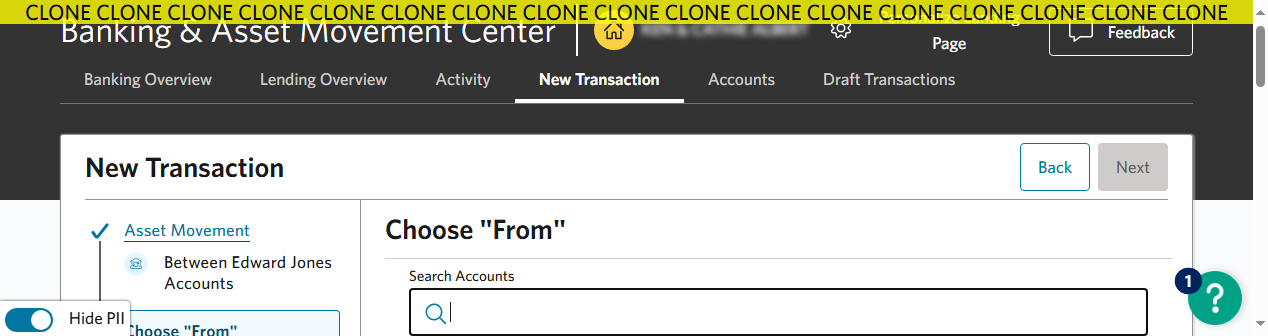 CLONE CLONE CLONE CLONE CLONE CLONE CLONE CLONE CLONE CLONE CLONE CLONE CLONE CLONE CLONE CLONE CLONE
Banking & Asset Movement Center
Page
Feedback
Banking Overview
Lending Overview
Activity
New Transaction
Accounts
Draft Transactions
New Transaction
Back
Next
Asset Movement
Between Edward Jones
Accounts
Choose "From"
Choose "From"
Search Accounts
1
?
Hide PII